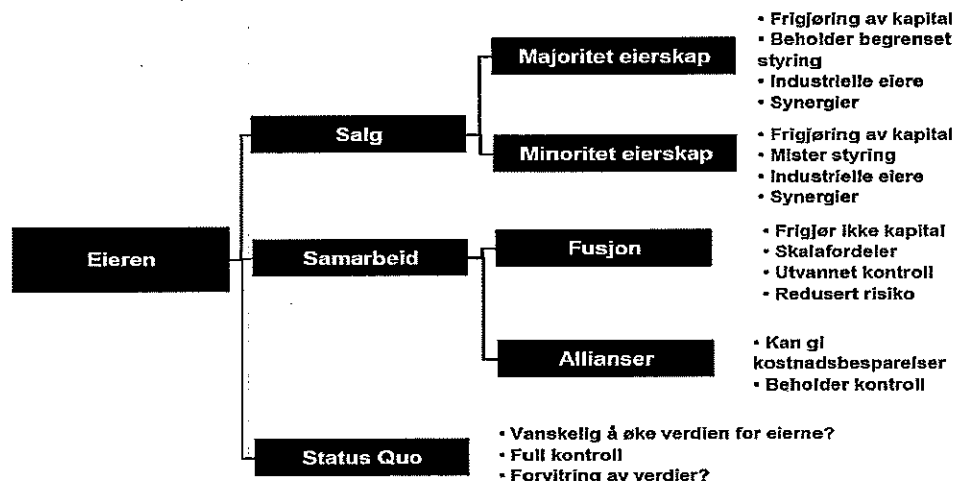 Eieren
Salg
Majoritet eierskap
• Frigjøring av kapital
• Beholder begrenset
styring
• Industrielle eiere
• Synergier
Minoritet eierskap
• Frigjøring av kapital
• Mister styring
• Industrielle eiere
• Synergier
Samarbeid
Fusjon
• Frigjør ikke kapital
• Skalafordeler
• Utvannet kontroll
• Redusert risiko
Allianser
• Kan gi
kostnadsbesparelser
• Beholder kontroll
Status Quo
• Vanskelig å øke verdien for eierne?
• Full kontroll
• Forvitring av verdier?